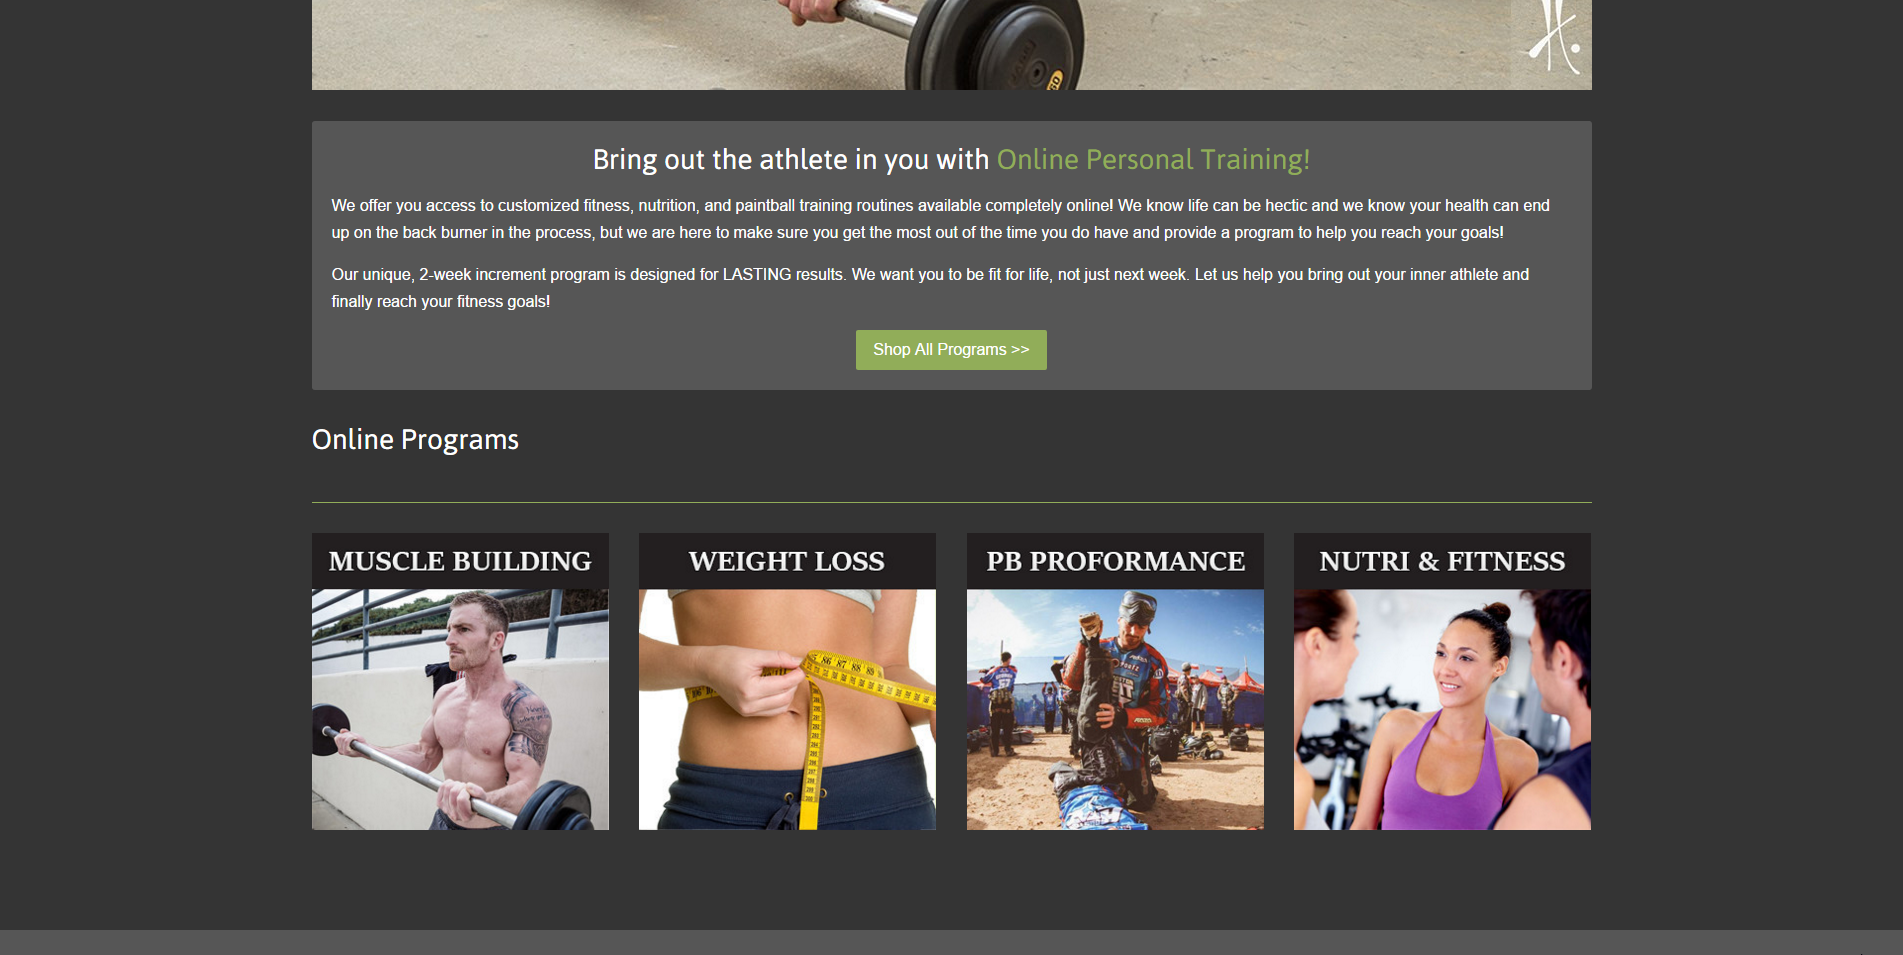 Bring out the athlete in you with Online Personal Training!
We offer you access to customized fitness, nutrition, and paintball training routines available completely online! We know life can be hectic and we know your health can end
up on the back burner in the process, but we are here to make sure you get the most out of the time you do have and provide a program to help you reach your goals!
Our unique, 2-week increment program is designed for LASTING results. We want you to be fit for life, not just next week. Let us help you bring out your inner athlete and
finally reach your fitness goals!
Shop All Programs >>
Online Programs
MUSCLE BUILDING
WEIGHT LOSS
PB PROFORMANCE
NUTRI & FITNESS
86 87 88 89